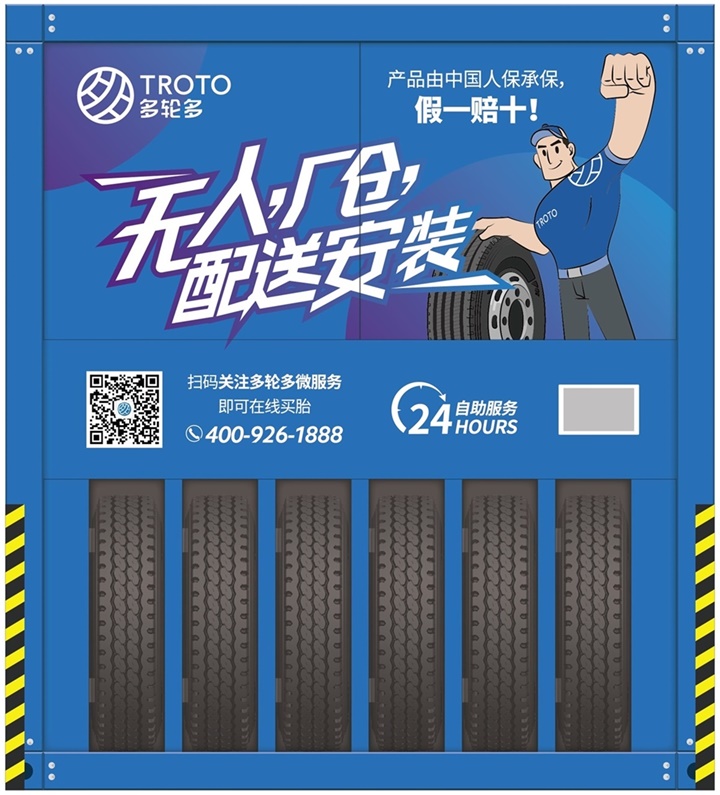 TROTO
多轮多
产品由中国人保承保,
假一赔十!
无人,厂仓,
配送安装
TROTO
扫码关注多轮多微服务
即可在线买胎
400-926-1888
24 自助服务
HOURS